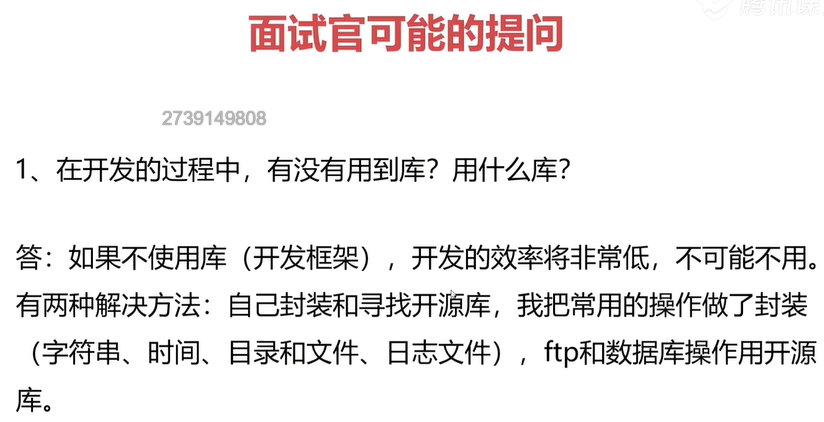 腾讯课
面试官可能的提问
2739149808
1、在开发的过程中，有没有用到库？用什么库？
答：如果不使用库（开发框架），开发的效率将非常低，不可能不用。
有两种解决方法：自己封装和寻找开源库，我把常用的操作做了封装
（字符串、时间、目录和文件、日志文件），ftp和数据库操作用开源
库。